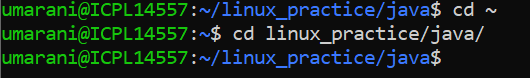 umarani@ICPL14557:~/linux_practice/java$ cd ~
umarani@ICPL14557:~$ cd linux_practice/java/
umarani@ICPL14557:~/linux_practice/java$